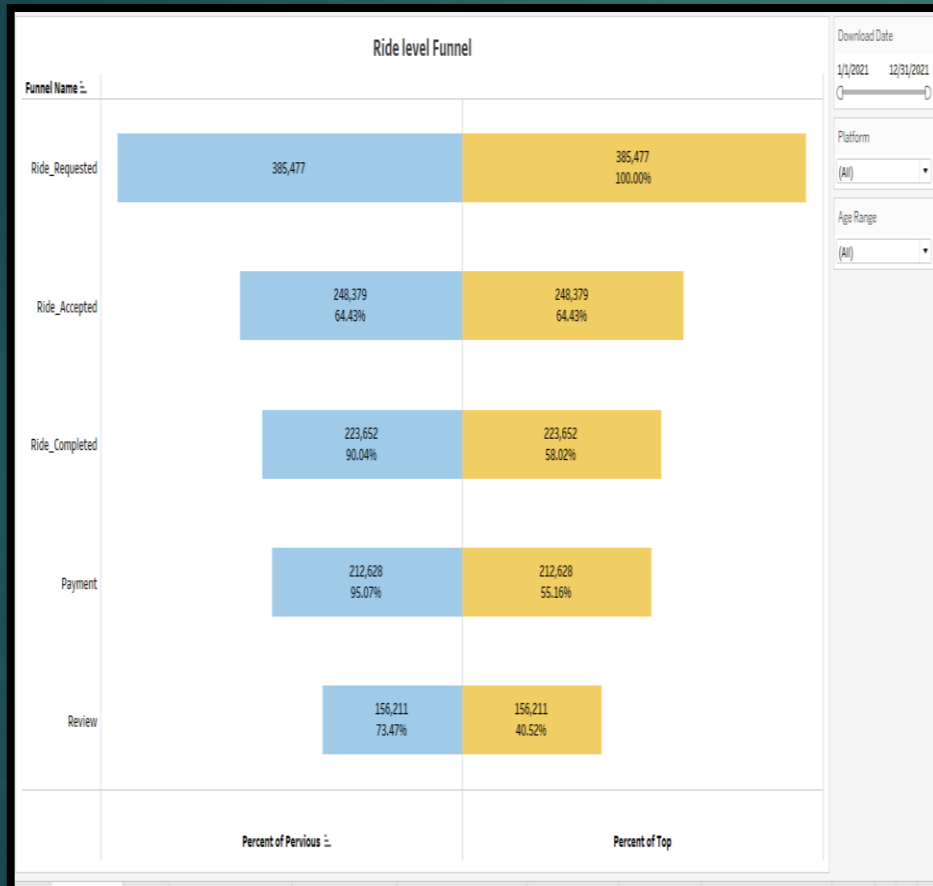 Ride level Funnel
Funnel Name
Ride_Requested
385,477
385,477
100.00%
Ride_Accepted
248,379
64.43%
248,379
64.43%
Ride_Completed
223,652
90.04%
223,652
58.02%
Payment
212,628
95.07%
212,628
55.16%
Review
156,211
73.47%
156,211
40.52%
Percent of Pervious
Percent of Top
Download Date
1/1/2021 12/31/2021
Platform
(All)
Age Range
(All)